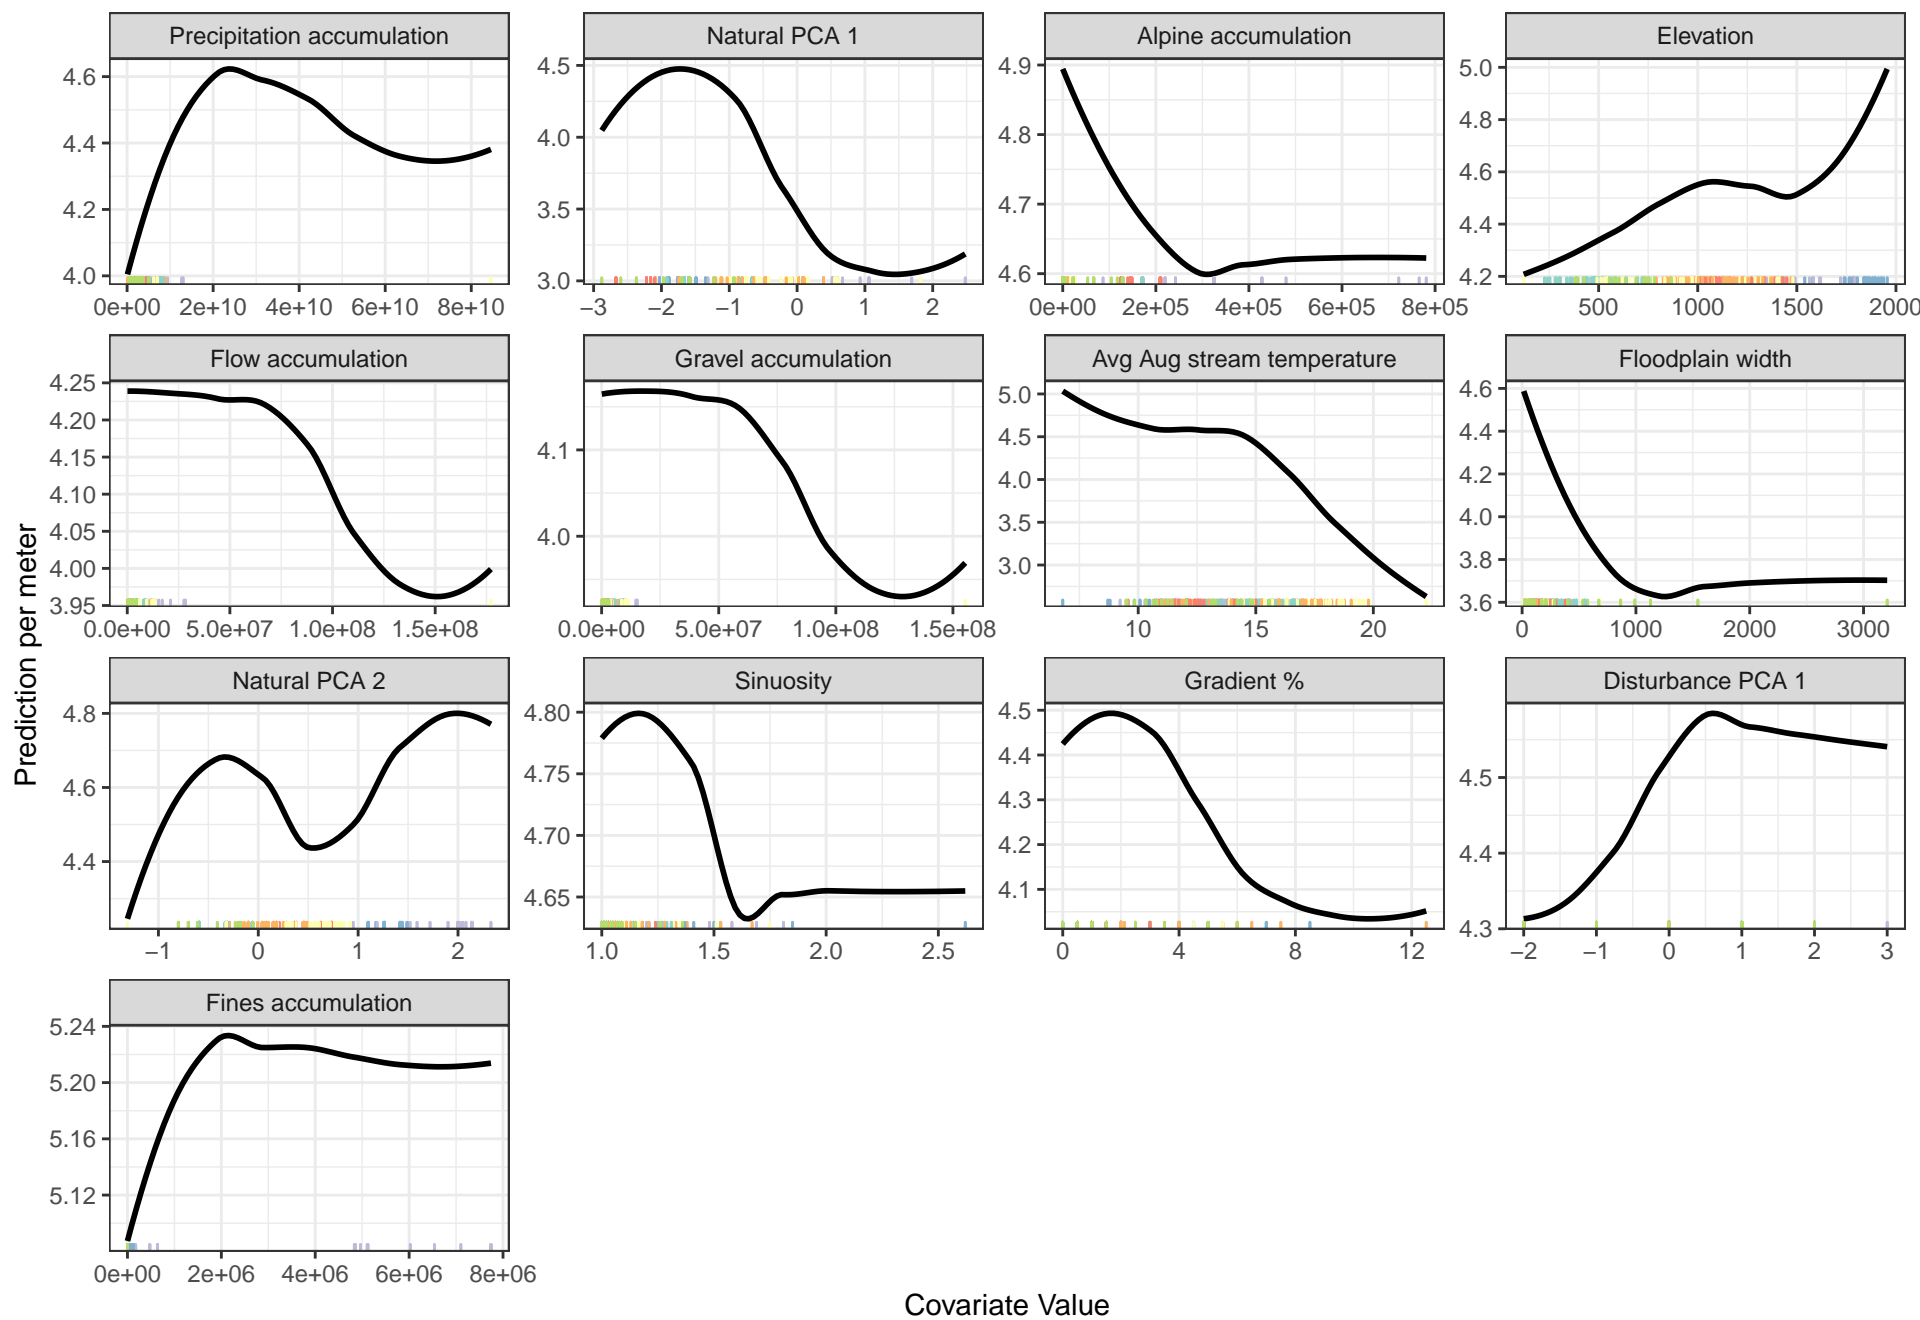 Precipitation accumulation
4.6
4.4
4.2
4.0
0e+00 2e+10 4e+10 6e+10 8e+10
Natural PCA 1
4.5
4.0
3.5
3.0
−3 −2 −1 0 1 2
Alpine accumulation
4.9
4.8
4.7
4.6
0e+00 2e+05 4e+05 6e+05 8e+05
Elevation
5.0
4.8
4.6
4.4
4.2
500 1000 1500 2000
Flow accumulation
4.25
4.20
4.15
4.10
4.05
4.00
3.95
0.0e+00 5.0e+07 1.0e+08 1.5e+08
Gravel accumulation
4.1
4.0
0.0e+00 5.0e+07 1.0e+08 1.5e+08
Avg Aug stream temperature
5.0
4.5
4.0
3.5
3.0
10 15 20
Floodplain width
4.6
4.4
4.2
4.0
3.8
3.6
0 1000 2000 3000
Natural PCA 2
4.8
4.6
4.4
−1 0 1 2
Sinuosity
4.80
4.75
4.70
4.65
1.0 1.5 2.0 2.5
Gradient %
4.5
4.4
4.3
4.2
4.1
0 4 8 12
Disturbance PCA 1
4.5
4.4
4.3
−2 −1 0 1 2 3
Fines accumulation
5.24
5.20
5.16
5.12
0e+00 2e+06 4e+06 6e+06 8e+06
Prediction per meter
Covariate Value